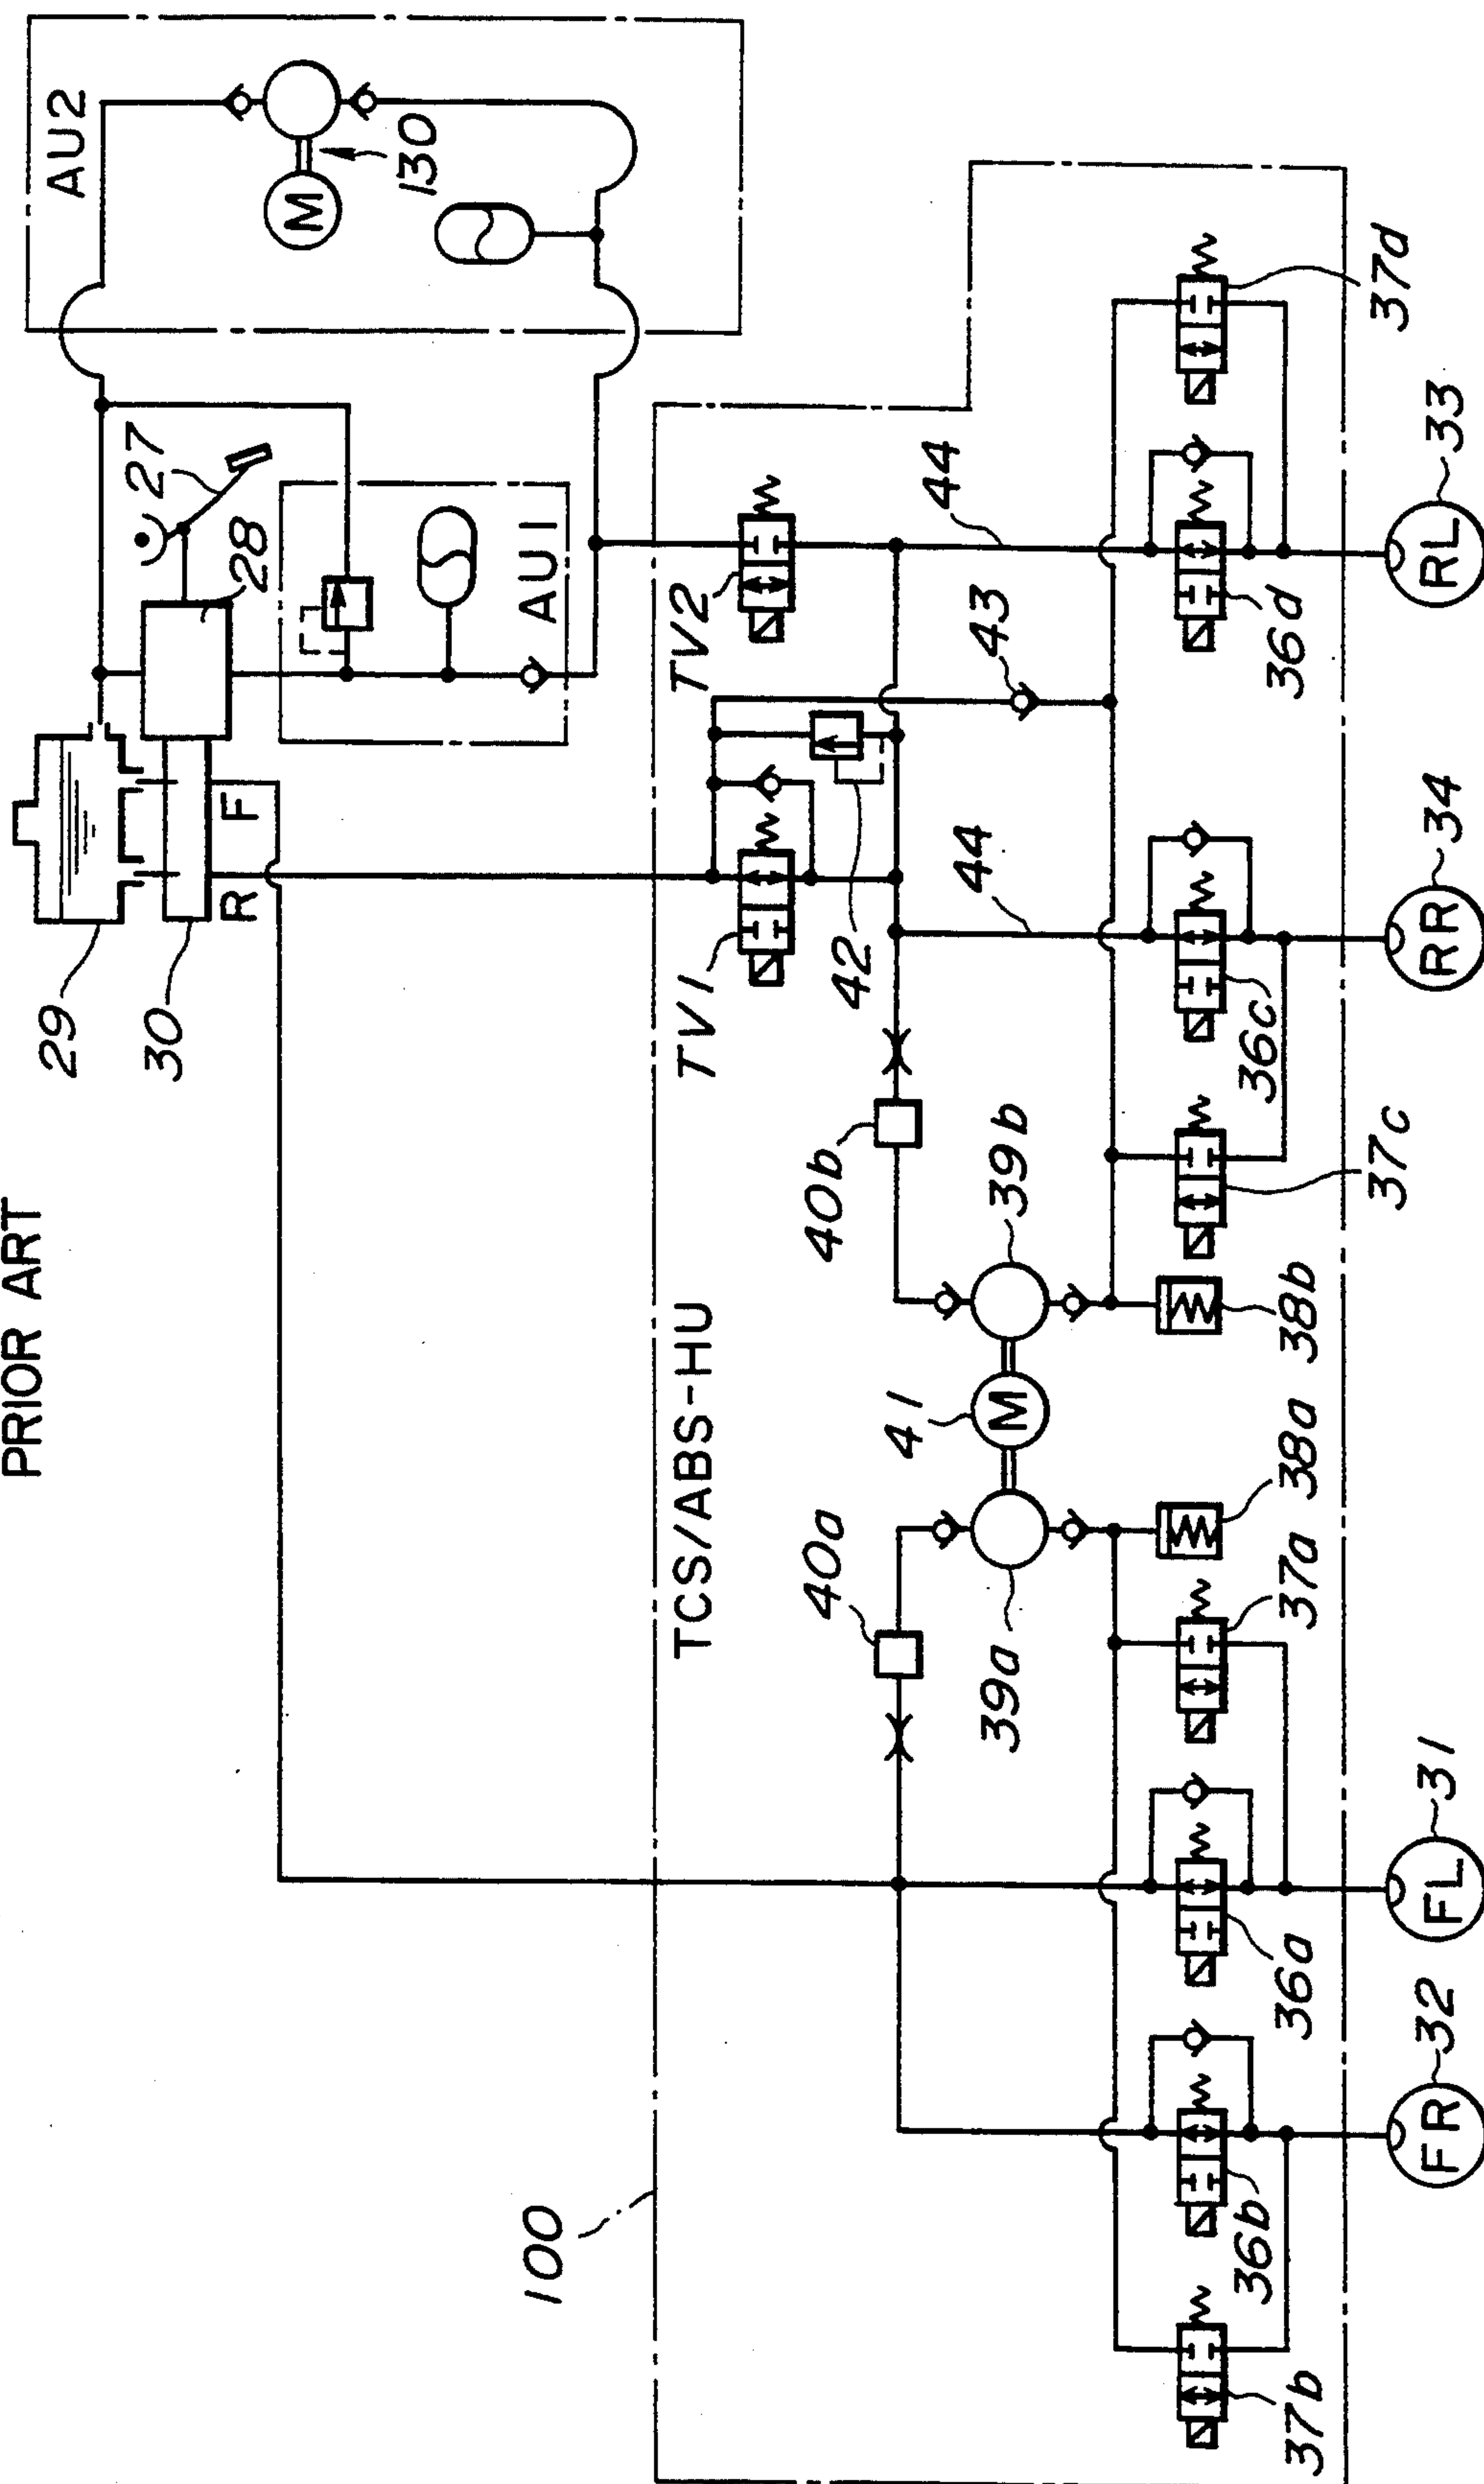 PRIOR ART
AU2
M
130
27
28
29
30
R
F
AU1
TV2
TV1
TCS/ABS-HU
100
42
43
44
44
40b
40a
39b
39a
41
M
38b
38a
37d
36d
36c
37c
37a
36a
36b
37b
RL
33
RR
34
FL
31
FR
32